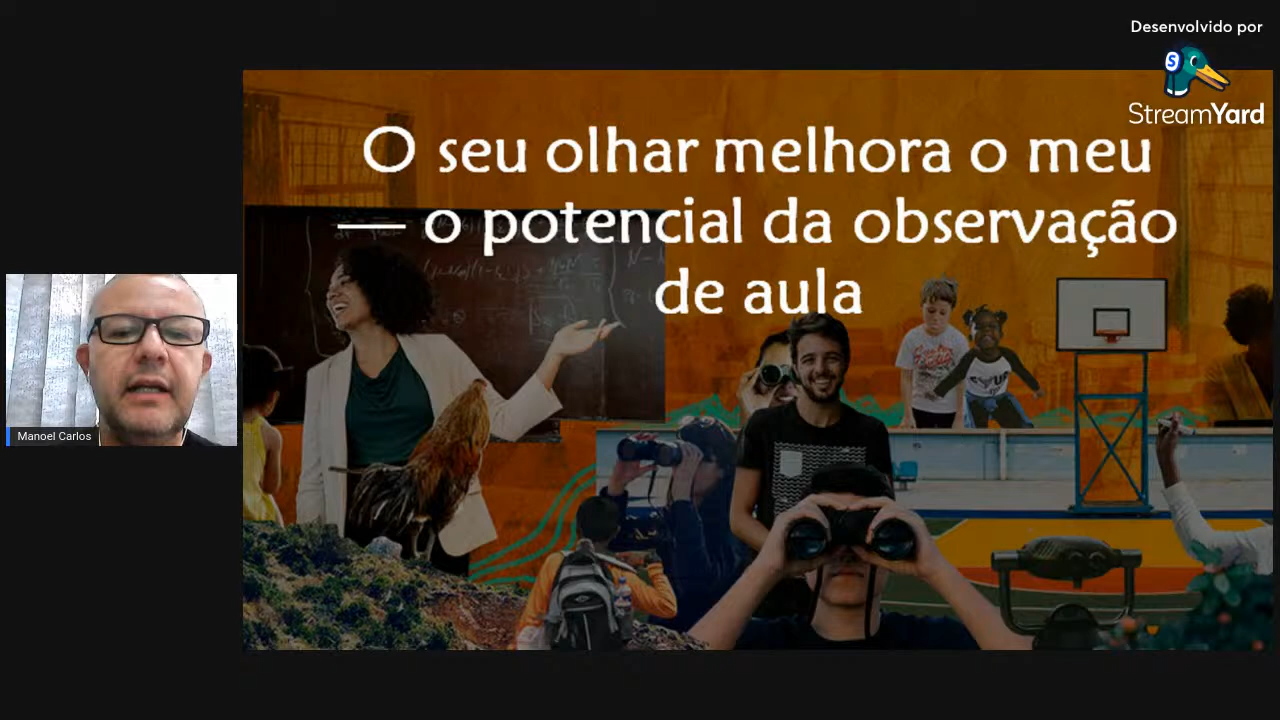 Desenvolvido por
StreamYard
O seu olhar melhora o meu
— o potencial da observação
de aula
Manoel Carlos